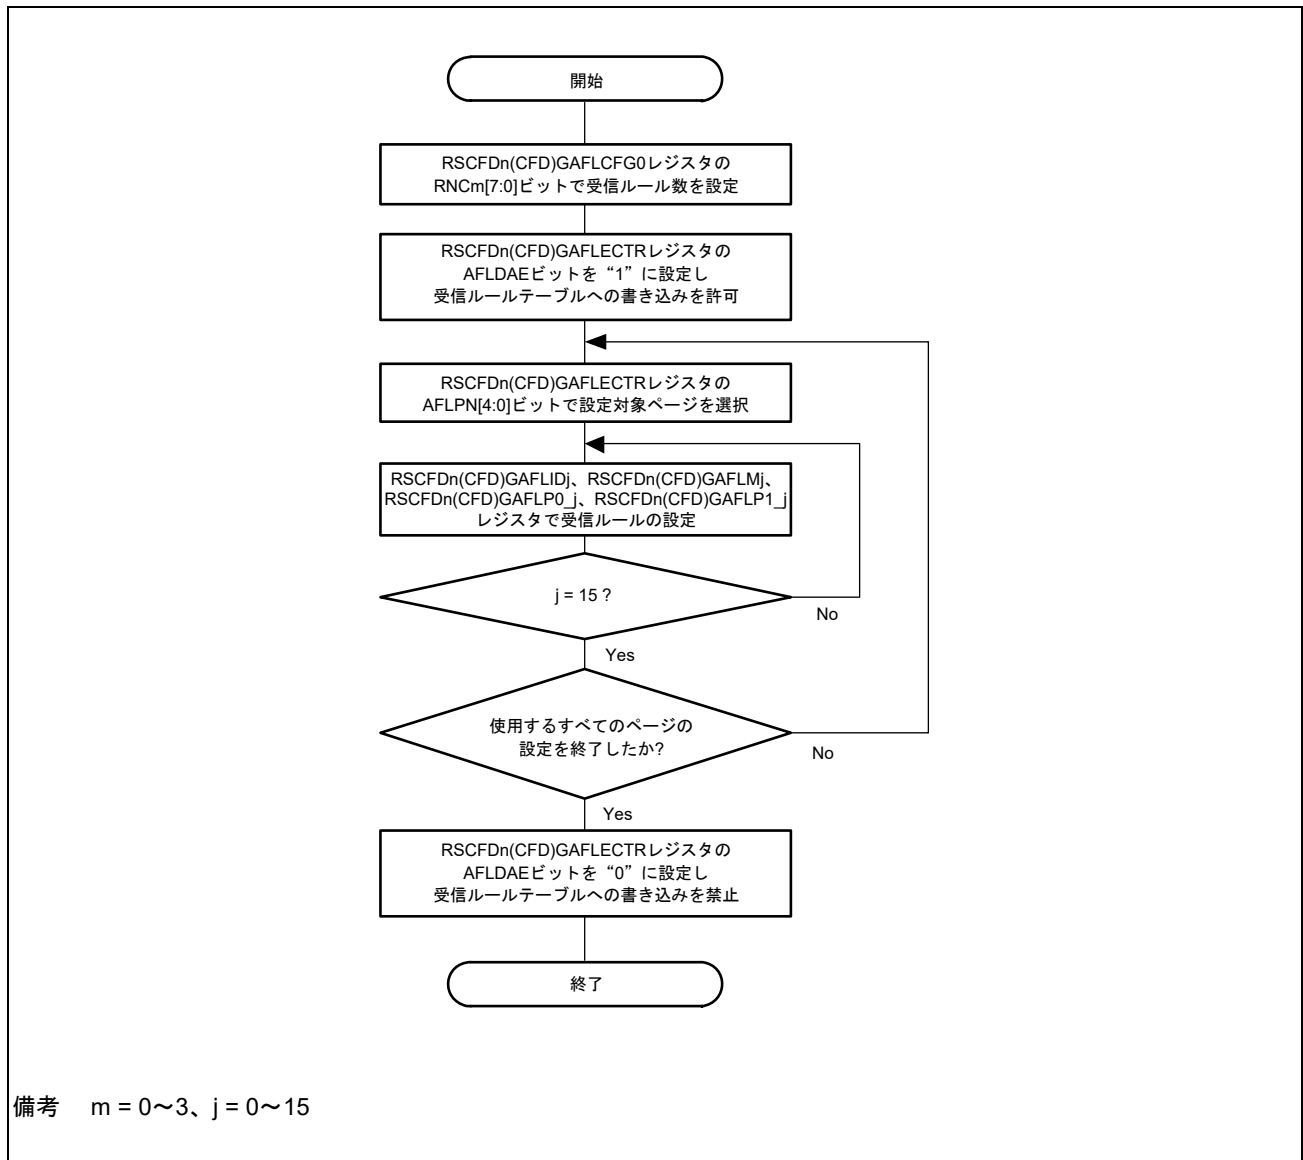 開始
RSCFDn(CFD)GAFLCFG0レジスタの
RNCm[7:0]ビットで受信ルール数を設定
RSCFDn(CFD)GAFLECTRレジスタの
AFLDAEビットを“1”に設定し
受信ルールテーブルへの書き込みを許可
RSCFDn(CFD)GAFLECTRレジスタの
AFLPN[4:0]ビットで設定対象ページを選択
RSCFDn(CFD)GAFLIDj、RSCFDn(CFD)GAFLMj、
RSCFDn(CFD)GAFLP0_j、RSCFDn(CFD)GAFLP1_j
レジスタで受信ルールの設定
j = 15 ?
No
Yes
使用するすべてのページの
設定を終了したか?
No
Yes
RSCFDn(CFD)GAFLECTRレジスタの
AFLDAEビットを“0”に設定し
受信ルールテーブルへの書き込みを禁止
終了
備考 m = 0～3、j = 0～15